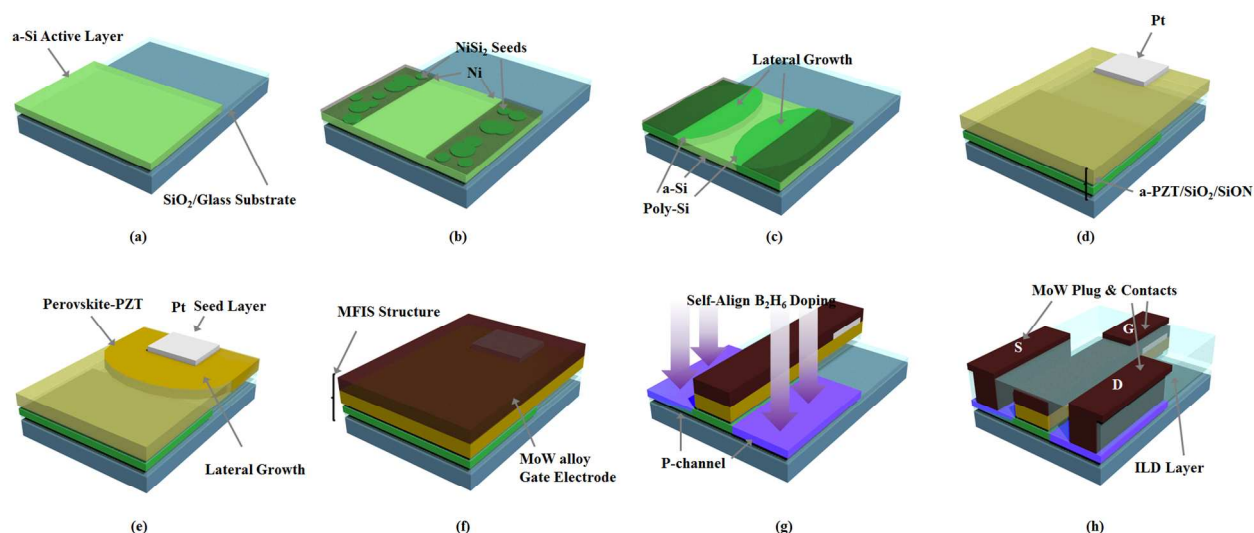 a-Si Active Layer
SiO₂/Glass Substrate
(a)
NiSi₂ Seeds
Ni
(b)
Lateral Growth
a-Si
Poly-Si
(c)
Pt
a-PZT/SiO₂/SiON
(d)
Perovskite-PZT
Pt Seed Layer
Lateral Growth
(e)
MFIS Structure
MoW alloy
Gate Electrode
(f)
Self-Align B₂H₆ Doping
P-channel
(g)
MoW Plug & Contacts
S
G
D
ILD Layer
(h)